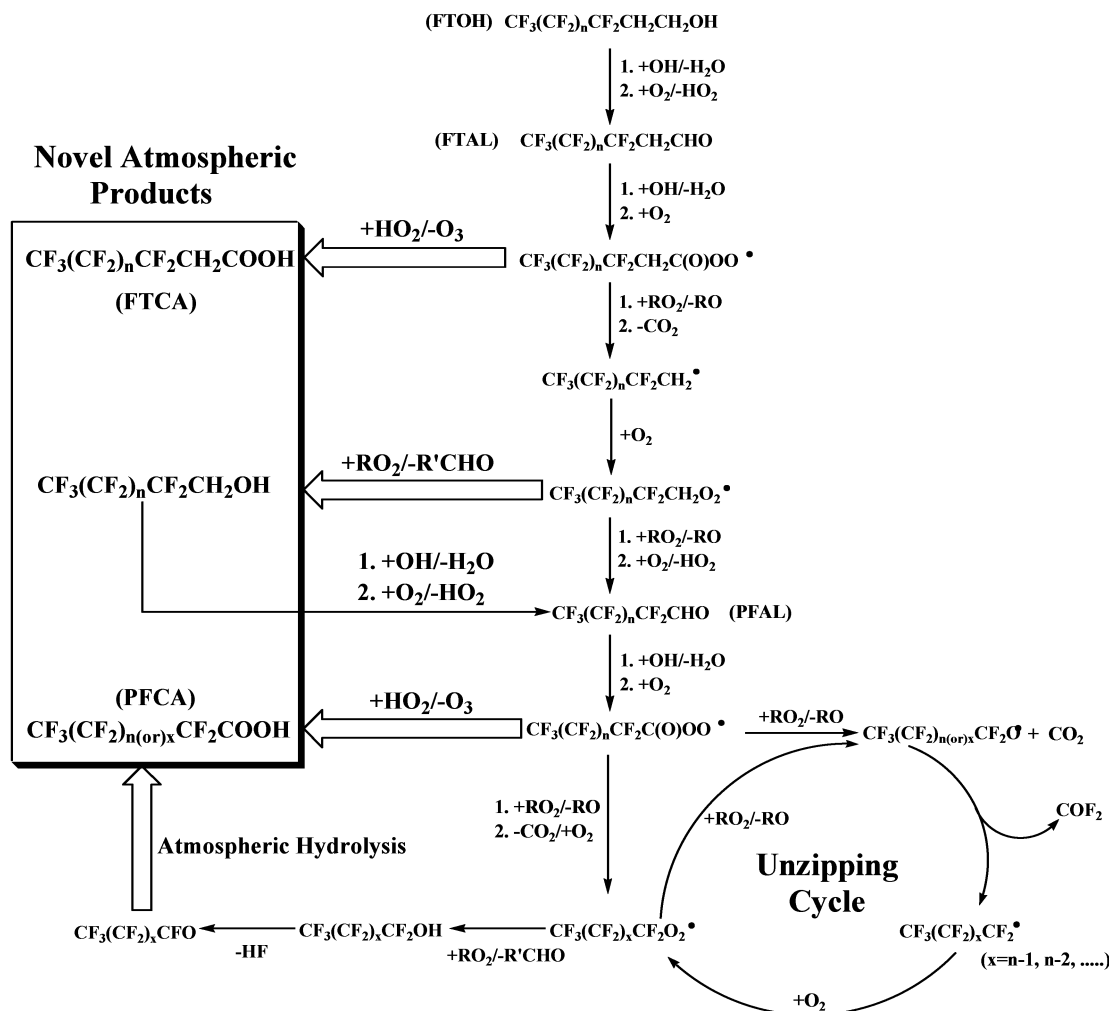 (FTOH) CF₃(CF₂)ₙCF₂CH₂CH₂OH
1. +OH/-H₂O
2. +O₂/-HO₂
(FTAL) CF₃(CF₂)ₙCF₂CH₂CHO
Novel Atmospheric
Products
1. +OH/-H₂O
2. +O₂
+HO₂/-O₃
CF₃(CF₂)ₙCF₂CH₂COOH
CF₃(CF₂)ₙCF₂CH₂C(O)OO •
(FTCA)
1. +RO₂/-RO
2. -CO₂
CF₃(CF₂)ₙCF₂CH₂•
+O₂
+RO₂/-R'CHO
CF₃(CF₂)ₙCF₂CH₂OH
CF₃(CF₂)ₙCF₂CH₂O₂•
1. +RO₂/-RO
2. +O₂/-HO₂
1. +OH/-H₂O
2. +O₂/-HO₂
CF₃(CF₂)ₙCF₂CHO (PFAL)
1. +OH/-H₂O
2. +O₂
(PFCA)
+HO₂/-O₃
CF₃(CF₂)n(or)xCF₂COOH
CF₃(CF₂)ₙCF₂C(O)OO •
+RO₂/-RO
CF₃(CF₂)n(or)xCF₂O• + CO₂
1. +RO₂/-RO
2. -CO₂/+O₂
+RO₂/-RO
COF₂
Atmospheric Hydrolysis
Unzipping
Cycle
CF₃(CF₂)ₓCFO
-HF
CF₃(CF₂)ₓCF₂OH
+RO₂/-R'CHO
CF₃(CF₂)ₓCF₂O₂•
CF₃(CF₂)ₓCF₂•
(x=n-1, n-2, .....)
+O₂